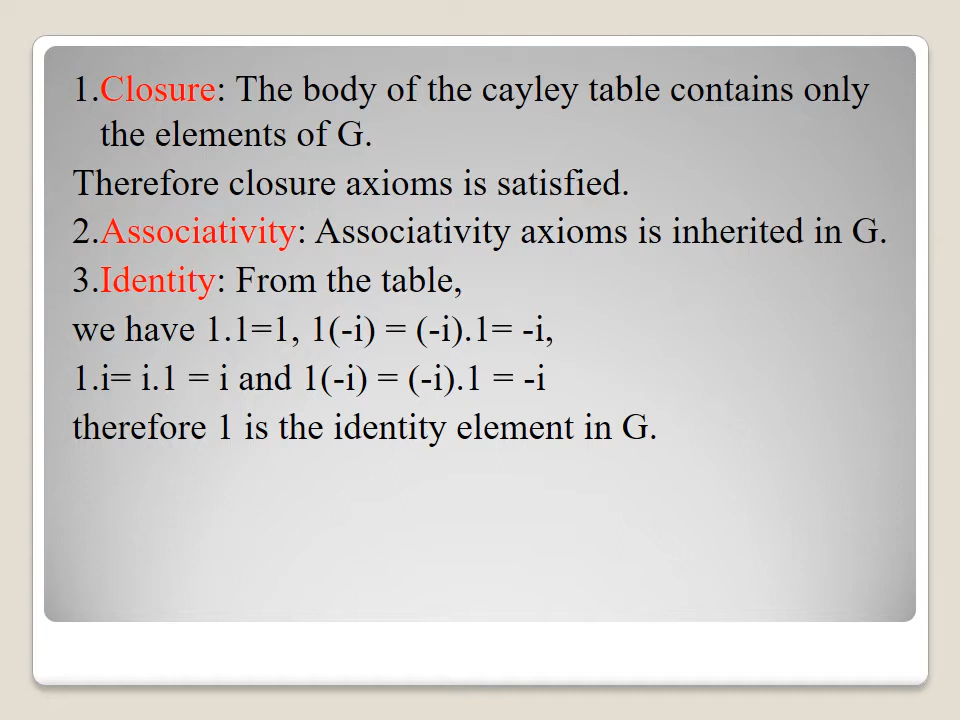 1.Closure: The body of the cayley table contains only
the elements of G.
Therefore closure axioms is satisfied.
2.Associativity: Associativity axioms is inherited in G.
3.Identity: From the table,
we have 1.1=1, 1(-i) = (-i).1= -i,
1.i= i.1 = i and 1(-i) = (-i).1 = -i
therefore 1 is the identity element in G.